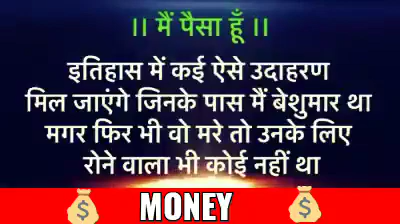 ।। मैं पैसा हूँ ।।
इतिहास में कई ऐसे उदाहरण
मिल जाएंगे जिनके पास मैं बेशुमार था
मगर फिर भी वो मरे तो उनके लिए
रोने वाला भी कोई नहीं था
MONEY